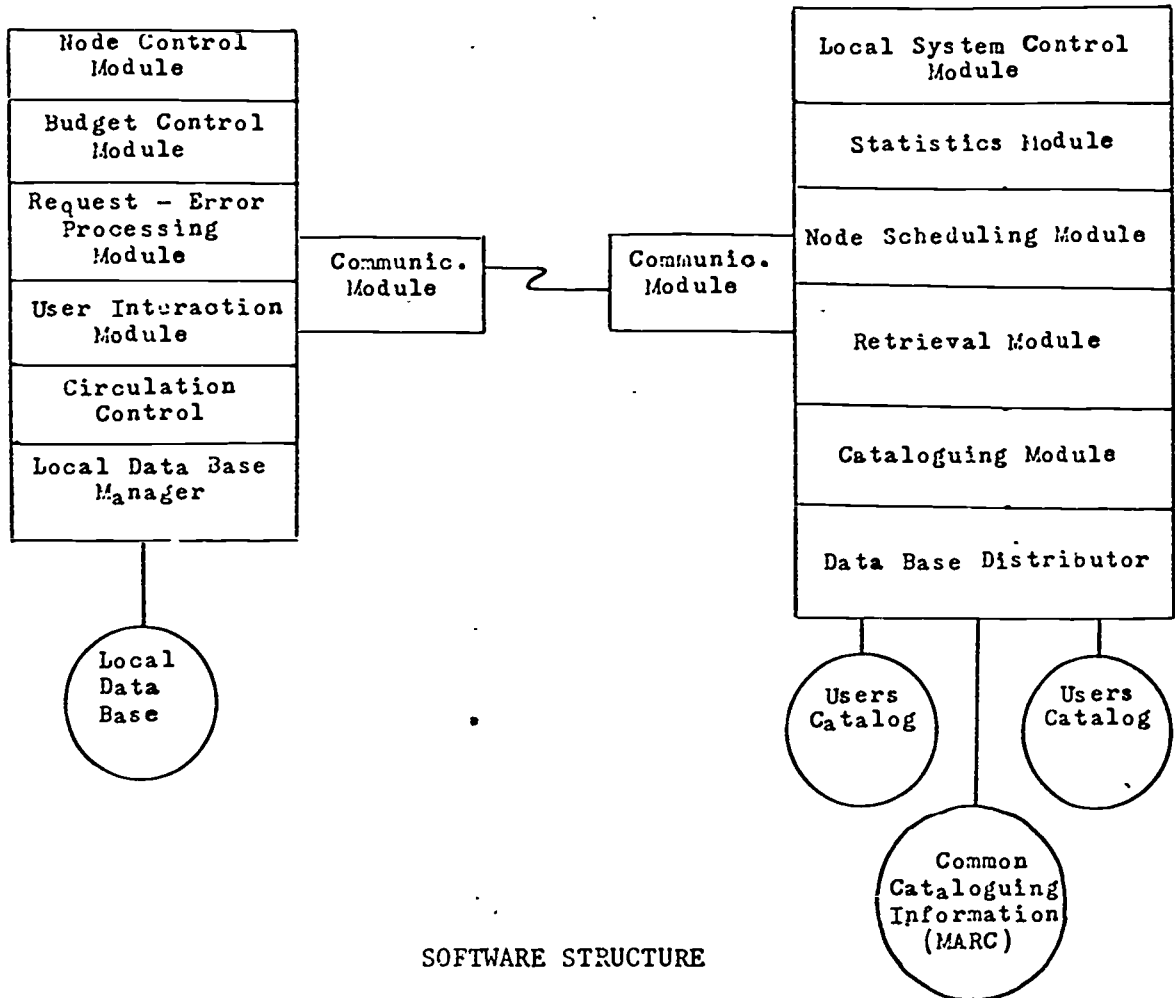 Node Control
Module
Budget Control
Module
Request - Error
Processing
Module
User Interaction
Module
Circulation
Control
Local Data Base
Manager
Local
Data
Base
Communic.
Module
Communic.
Module
Local System Control
Module
Statistics Module
Node Scheduling Module
Retrieval Module
Cataloguing Module
Data Base Distributor
Users
Catalog
Users
Catalog
Common
Cataloguing
Information
(MARC)
SOFTWARE STRUCTURE